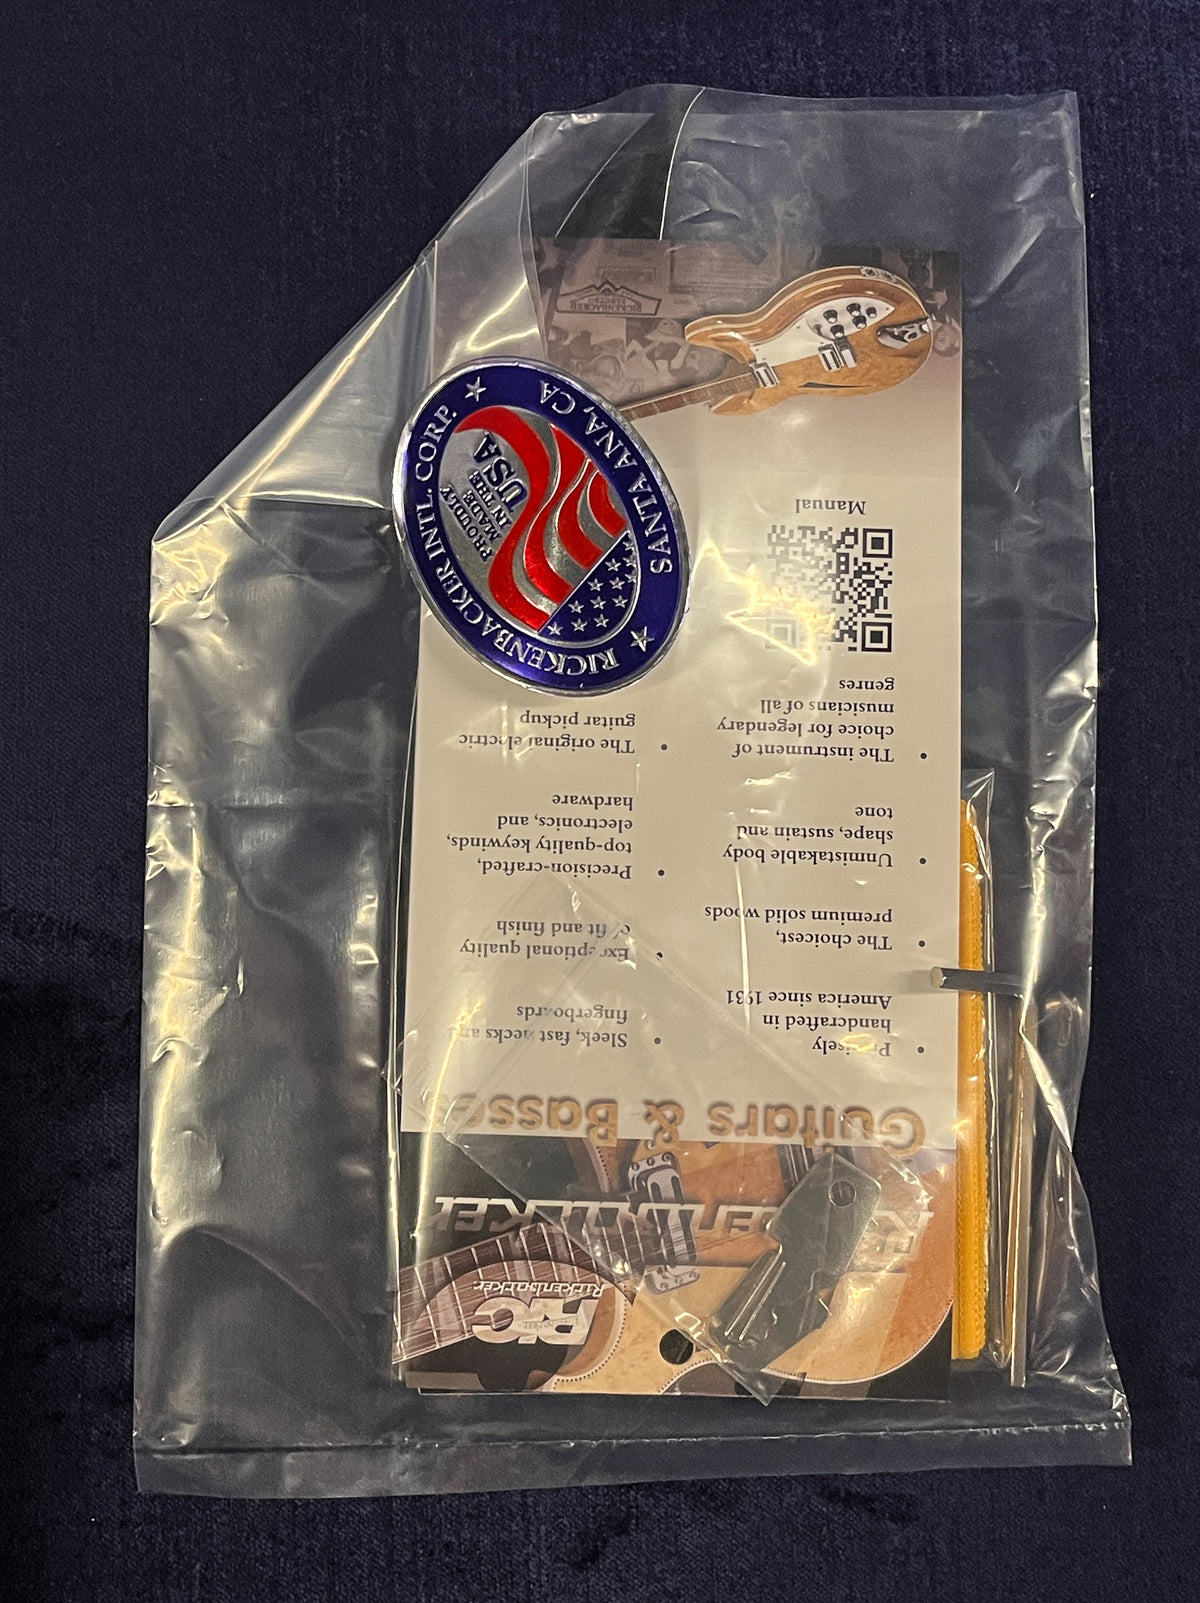 RICKENBACKER INTL. CORP.
SANTA ANA, CA
PROUDLY
MADE
IN THE
USA
RIC
Rickenbacker
Guitars & Basses
• Precisely
handcrafted in
America since 1931
• The choicest,
premium solid woods
• Unmistakable body
shape, sustain and
tone
• The instrument of
choice for legendary
musicians of all
genres
• Sleek, fast necks and
fingerboards
• Exceptional quality
of fit and finish
• Precision-crafted,
top-quality keywinds,
electronics, and
hardware
• The original electric
guitar pickup
Manual
RICKENBACKER
ELECTRO